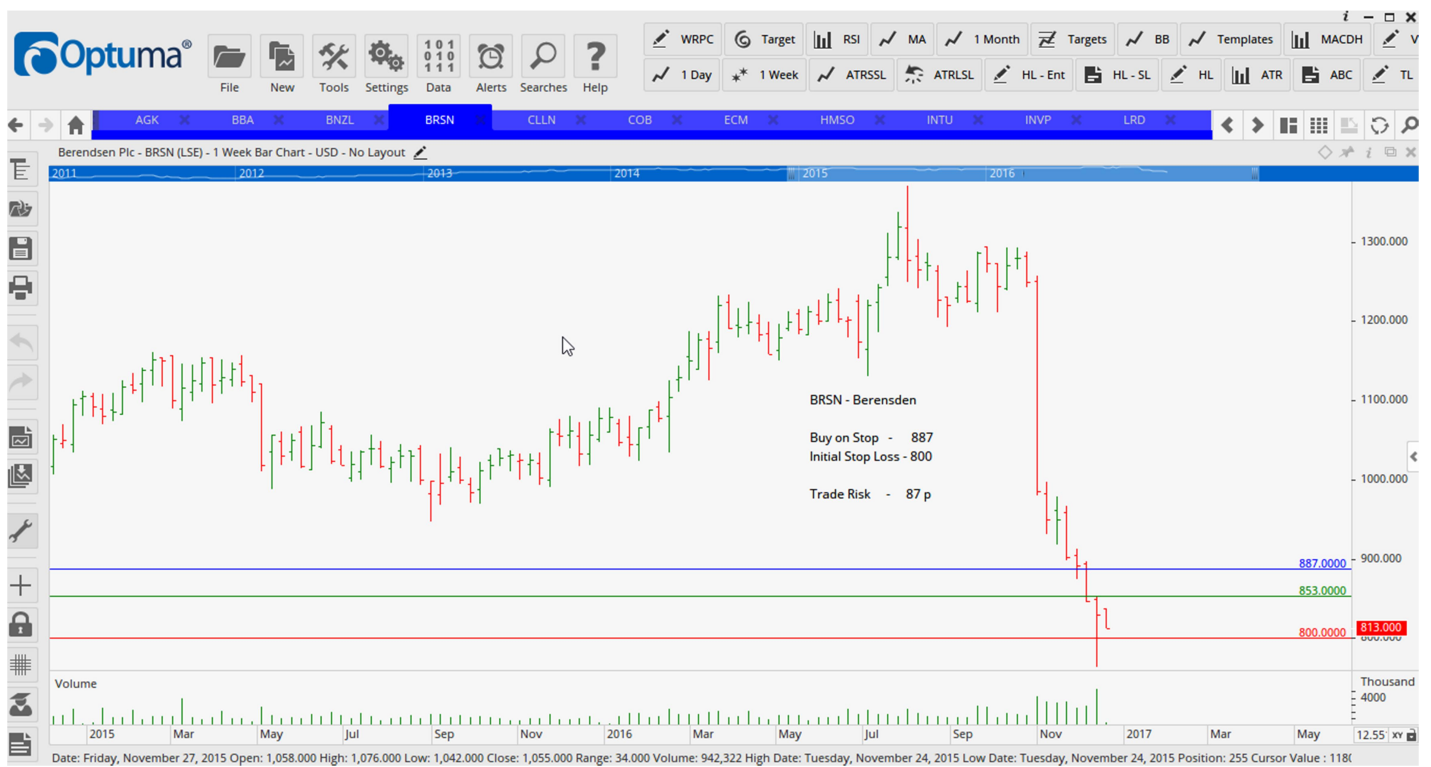 i
Optuma®
File New Tools Settings Data Alerts Searches Help
WRPC Target RSI MA 1 Month Targets BB Templates MACDH V
1 Day 1 Week ATRSSL ATRLSL HL - Ent HL - SL HL ATR ABC TL
AGK BBA BNZL BRSN CLLN COB ECM HMSO INTU INVP LRD
Berendsen Plc - BRSN (LSE) - 1 Week Bar Chart - USD - No Layout
2011 2012 2013 2014 2015 2016
1300.000
1200.000
BRSN - Berensden
1100.000
Buy on Stop - 887
Initial Stop Loss - 800
1000.000
Trade Risk - 87 p
900.000
887.0000
853.0000
813.000
800.0000
800.000
Volume
Thousand
4000
2015 Mar May Jul Sep Nov 2016 Mar May Jul Sep Nov 2017 Mar May 12.55 XY
Date: Friday, November 27, 2015 Open: 1,058.000 High: 1,076.000 Low: 1,042.000 Close: 1,055.000 Range: 34.000 Volume: 942,322 High Date: Tuesday, November 24, 2015 Low Date: Tuesday, November 24, 2015 Position: 255 Cursor Value : 1180